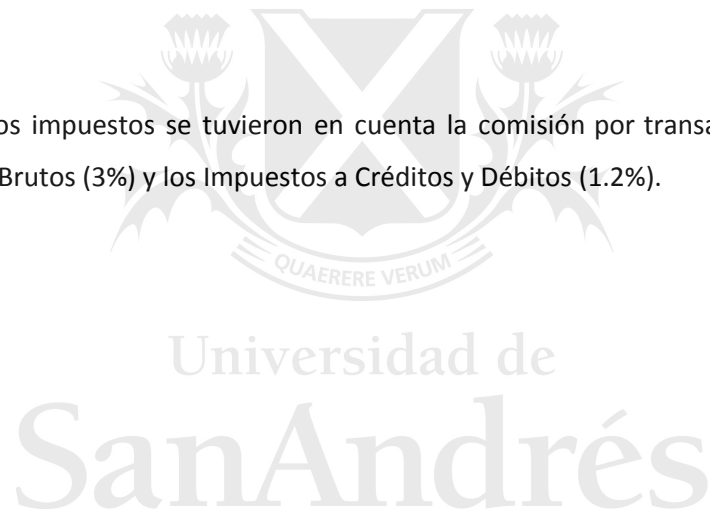 os impuestos se tuvieron en cuenta la comisión por transa
Brutos (3%) y los Impuestos a Créditos y Débitos (1.2%).
QUAERERE VERUM
Universidad de
SanAndrés